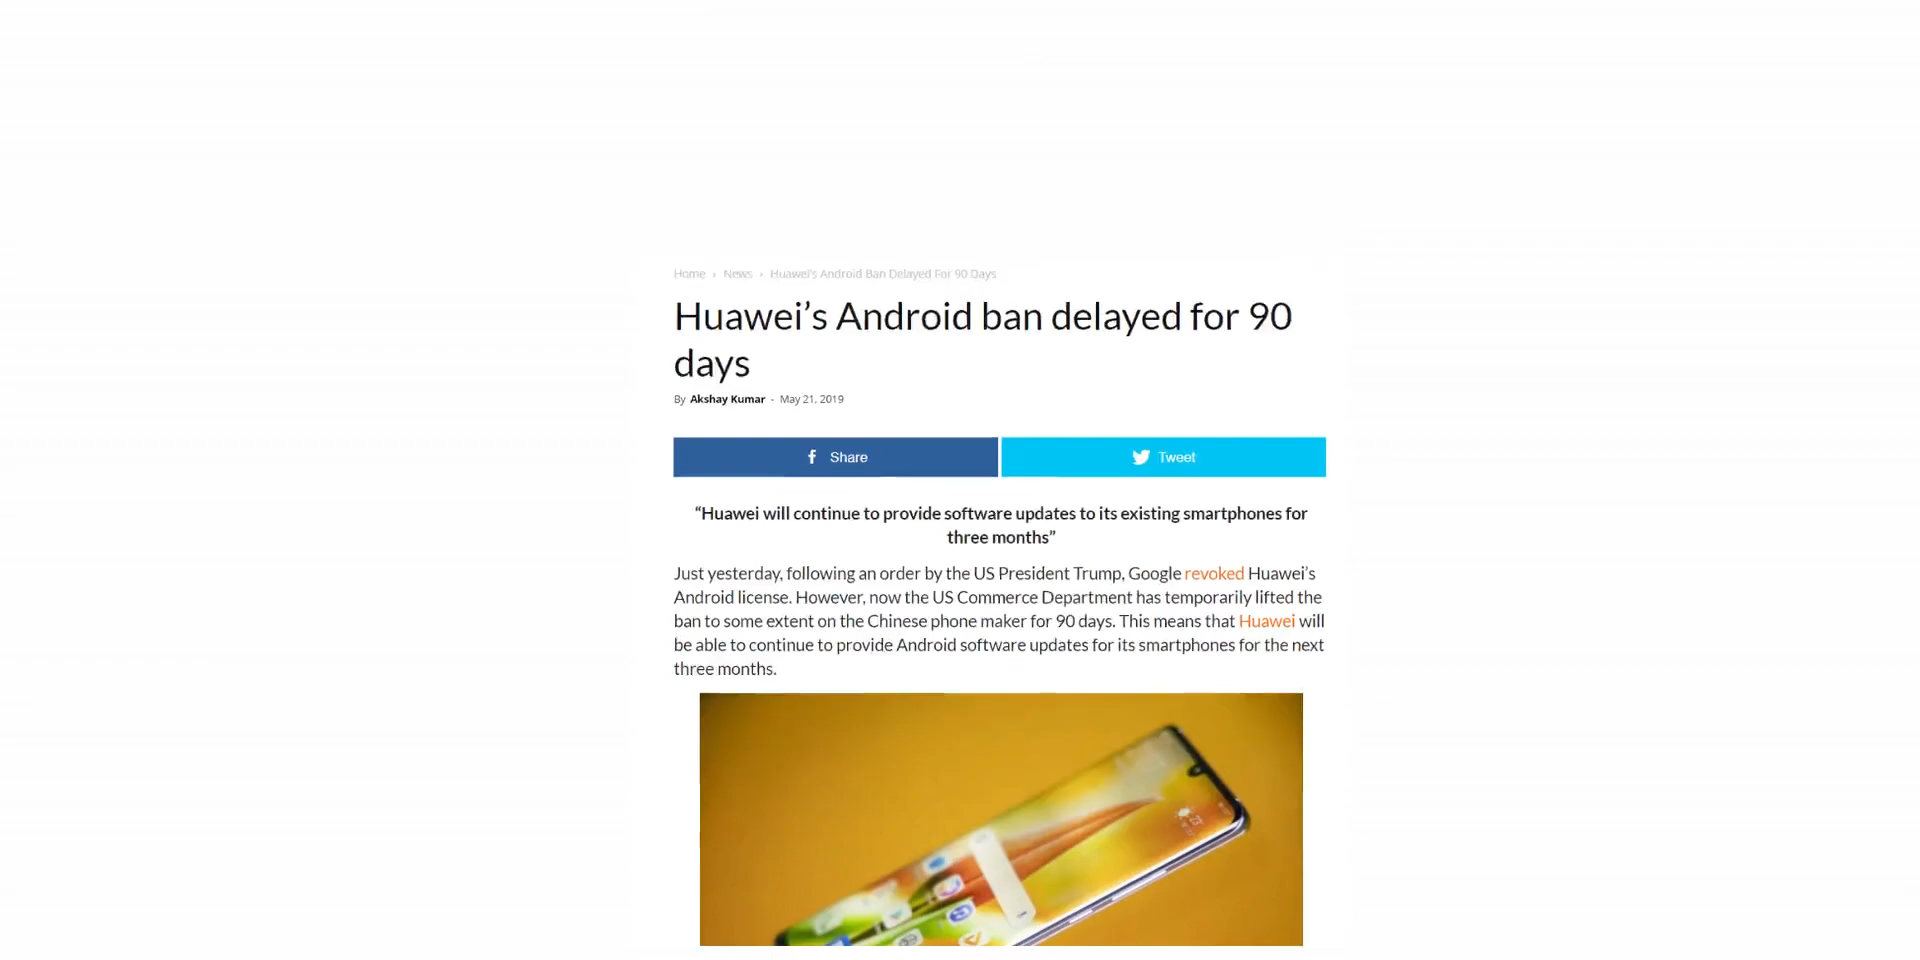 Home › News › Huawei's Android Ban Delayed For 90 Days
Huawei’s Android ban delayed for 90
days
By Akshay Kumar - May 21, 2019
Share
Tweet
“Huawei will continue to provide software updates to its existing smartphones for
three months”
Just yesterday, following an order by the US President Trump, Google revoked Huawei’s
Android license. However, now the US Commerce Department has temporarily lifted the
ban to some extent on the Chinese phone maker for 90 days. This means that Huawei will
be able to continue to provide Android software updates for its smartphones for the next
three months.